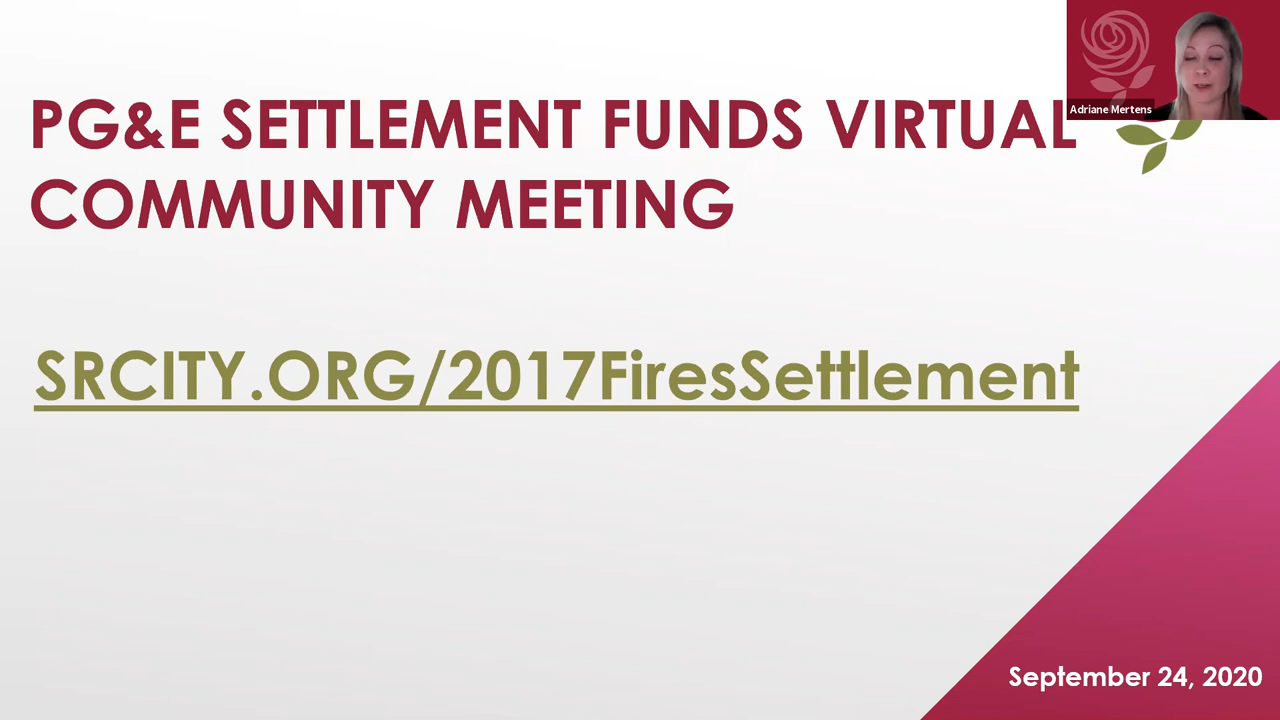 PG&E SETTLEMENT FUNDS VIRTUAL
COMMUNITY MEETING
Adriane Mertens
SRCITY.ORG/2017FiresSettlement
September 24, 2020